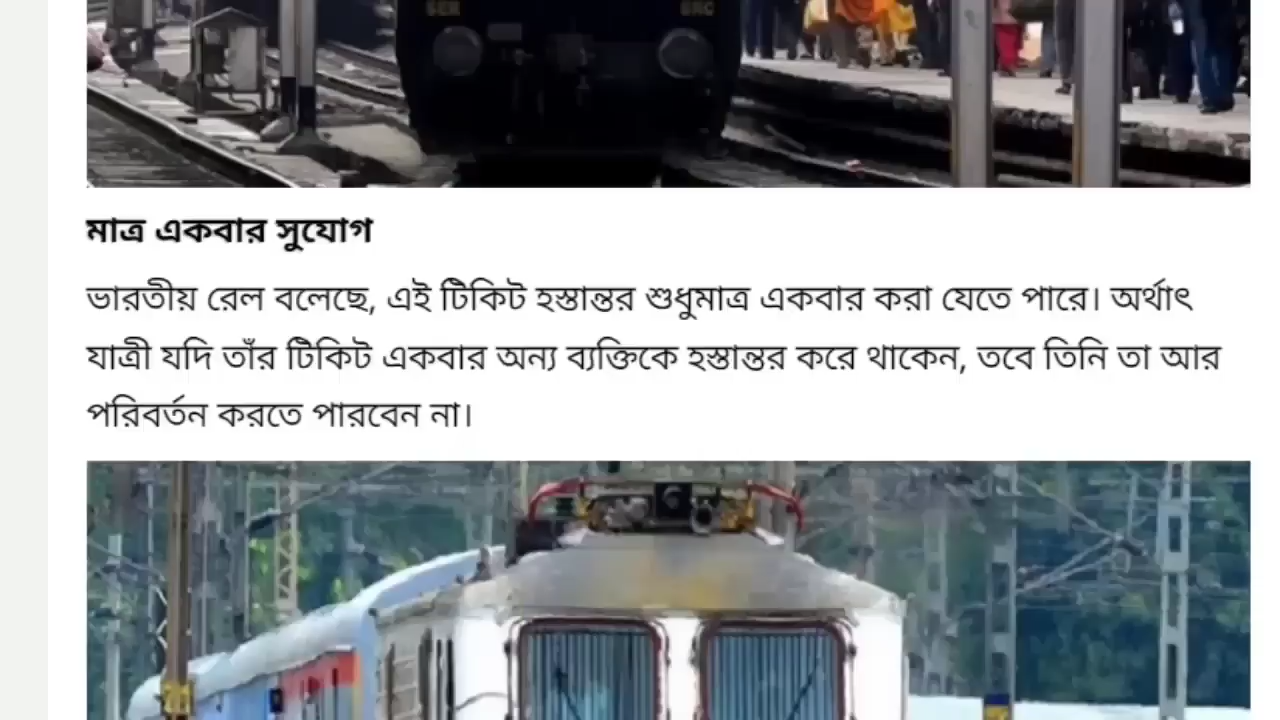 মাত্র একবার সুযোগ
ভারতীয় রেল বলেছে, এই টিকিট হস্তান্তর শুধুমাত্র একবার করা যেতে পারে। অর্থাৎ
যাত্রী যদি তাঁর টিকিট একবার অন্য ব্যক্তিকে হস্তান্তর করে থাকেন, তবে তিনি তা আর
পরিবর্তন করতে পারবেন না।